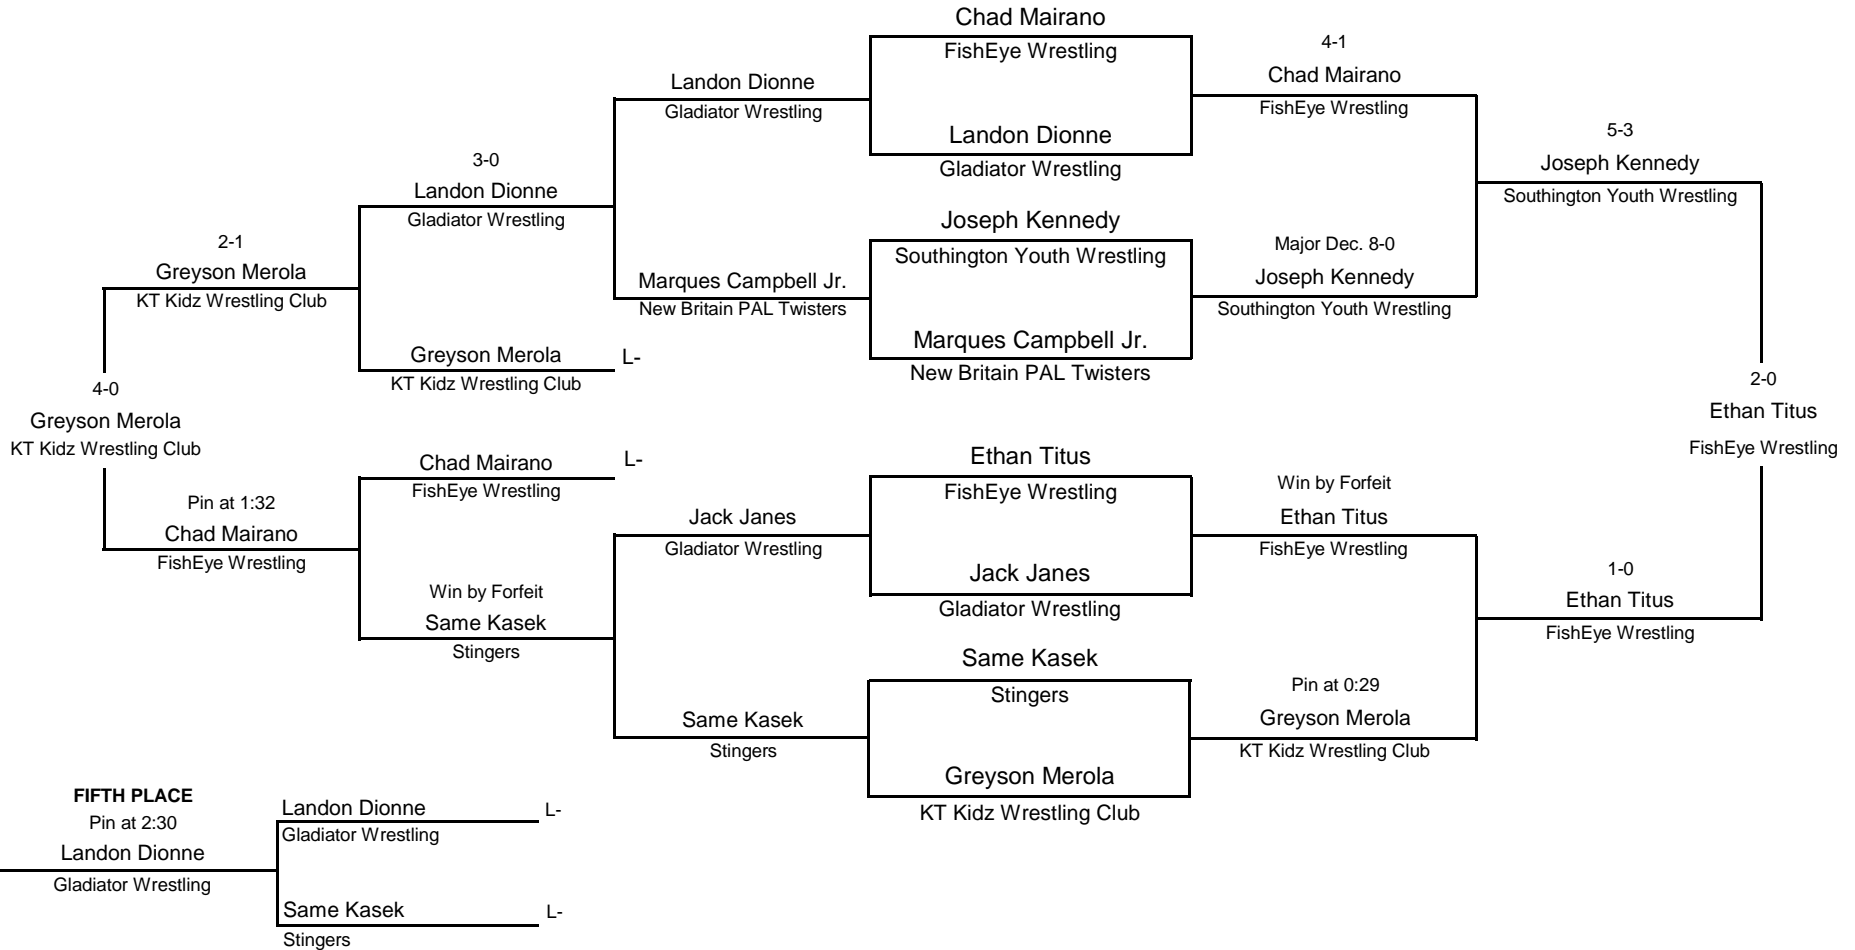 Chad Mairano
FishEye Wrestling
4-1
Landon Dionne
Chad Mairano
Gladiator Wrestling
FishEye Wrestling
Landon Dionne
5-3
3-0
Gladiator Wrestling
Joseph Kennedy
Landon Dionne
Southington Youth Wrestling
Gladiator Wrestling
Joseph Kennedy
2-1
Southington Youth Wrestling
Major Dec. 8-0
Greyson Merola
Marques Campbell Jr.
Joseph Kennedy
KT Kidz Wrestling Club
New Britain PAL Twisters
Southington Youth Wrestling
Marques Campbell Jr.
Greyson Merola L-
New Britain PAL Twisters
KT Kidz Wrestling Club
4-0
2-0
Greyson Merola
Ethan Titus
KT Kidz Wrestling Club
FishEye Wrestling
Chad Mairano L-
Ethan Titus
FishEye Wrestling
FishEye Wrestling
Win by Forfeit
Pin at 1:32
Jack Janes
Ethan Titus
Chad Mairano
Gladiator Wrestling
FishEye Wrestling
FishEye Wrestling
Jack Janes
1-0
Win by Forfeit
Gladiator Wrestling
Ethan Titus
Same Kasek
FishEye Wrestling
Stingers
Same Kasek
Stingers
Pin at 0:29
Same Kasek
Greyson Merola
Stingers
KT Kidz Wrestling Club
Greyson Merola
KT Kidz Wrestling Club
FIFTH PLACE
Landon Dionne L-
Pin at 2:30
Gladiator Wrestling
Landon Dionne
Gladiator Wrestling
Same Kasek L-
Stingers